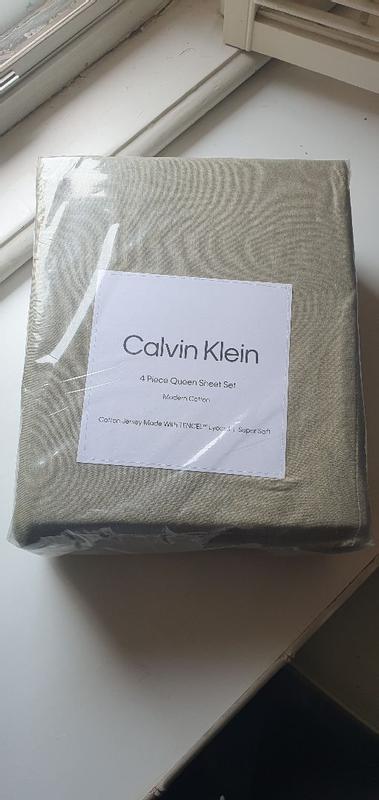 Calvin Klein
4 Piece Queen Sheet Set
Modern Cotton
Cotton Jersey Made With TENCEL™ Lyocell | Super Soft